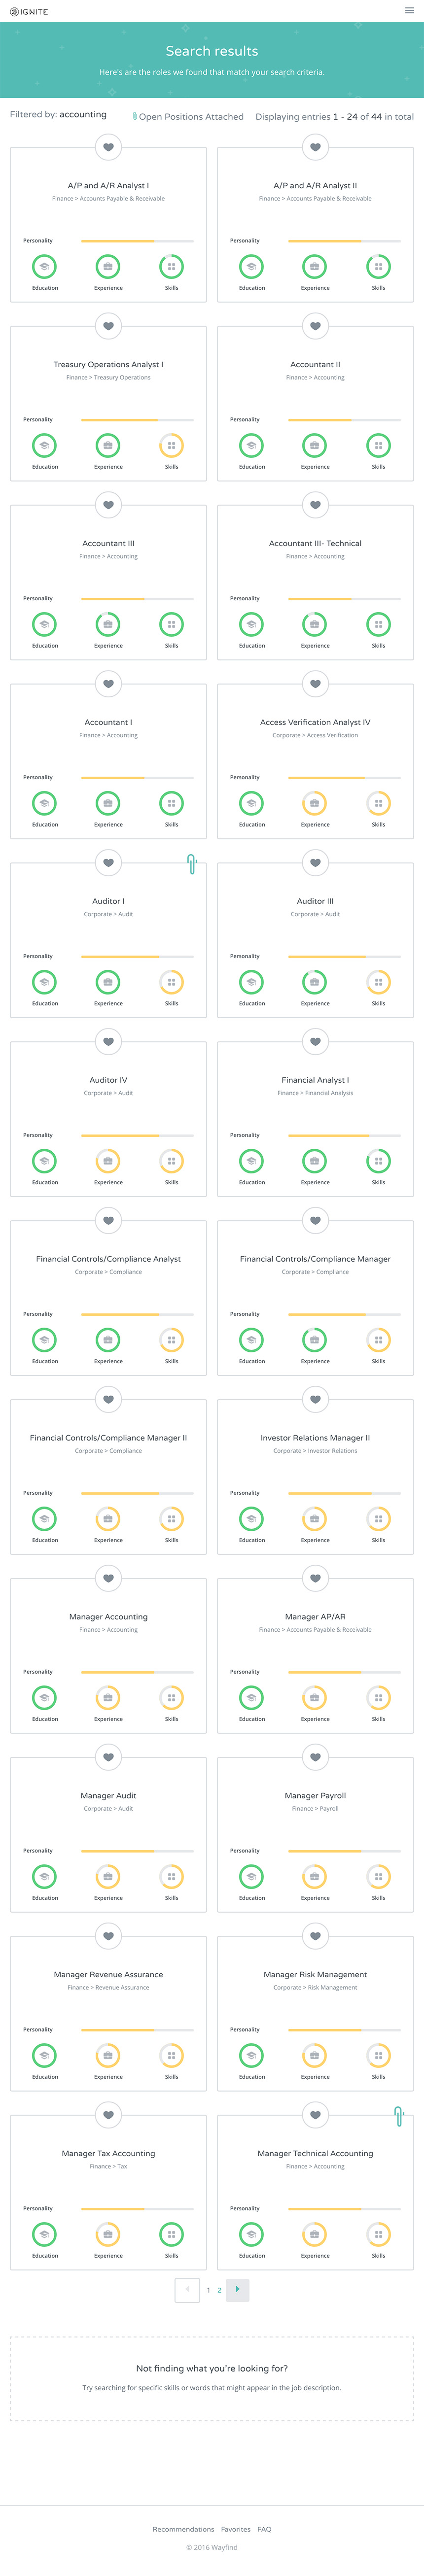 IGNITE
Search results
Here's are the roles we found that match your search criteria.
Filtered by: accounting
Open Positions Attached
Displaying entries 1 - 24 of 44 in total
A/P and A/R Analyst I
Finance > Accounts Payable & Receivable
Personality
Education Experience Skills
A/P and A/R Analyst II
Finance > Accounts Payable & Receivable
Personality
Education Experience Skills
Treasury Operations Analyst I
Finance > Treasury Operations
Personality
Education Experience Skills
Accountant II
Finance > Accounting
Personality
Education Experience Skills
Accountant III
Finance > Accounting
Personality
Education Experience Skills
Accountant III- Technical
Finance > Accounting
Personality
Education Experience Skills
Accountant I
Finance > Accounting
Personality
Education Experience Skills
Access Verification Analyst IV
Corporate > Access Verification
Personality
Education Experience Skills
Auditor I
Corporate > Audit
Personality
Education Experience Skills
Auditor III
Corporate > Audit
Personality
Education Experience Skills
Auditor IV
Corporate > Audit
Personality
Education Experience Skills
Financial Analyst I
Finance > Financial Analysis
Personality
Education Experience Skills
Financial Controls/Compliance Analyst
Corporate > Compliance
Personality
Education Experience Skills
Financial Controls/Compliance Manager
Corporate > Compliance
Personality
Education Experience Skills
Financial Controls/Compliance Manager II
Corporate > Compliance
Personality
Education Experience Skills
Investor Relations Manager II
Corporate > Investor Relations
Personality
Education Experience Skills
Manager Accounting
Finance > Accounting
Personality
Education Experience Skills
Manager AP/AR
Finance > Accounts Payable & Receivable
Personality
Education Experience Skills
Manager Audit
Corporate > Audit
Personality
Education Experience Skills
Manager Payroll
Finance > Payroll
Personality
Education Experience Skills
Manager Revenue Assurance
Finance > Revenue Assurance
Personality
Education Experience Skills
Manager Risk Management
Corporate > Risk Management
Personality
Education Experience Skills
Manager Tax Accounting
Finance > Tax
Personality
Education Experience Skills
Manager Technical Accounting
Finance > Accounting
Personality
Education Experience Skills
1 2
Not finding what you're looking for?
Try searching for specific skills or words that might appear in the job description.
Recommendations Favorites FAQ
© 2016 Wayfind